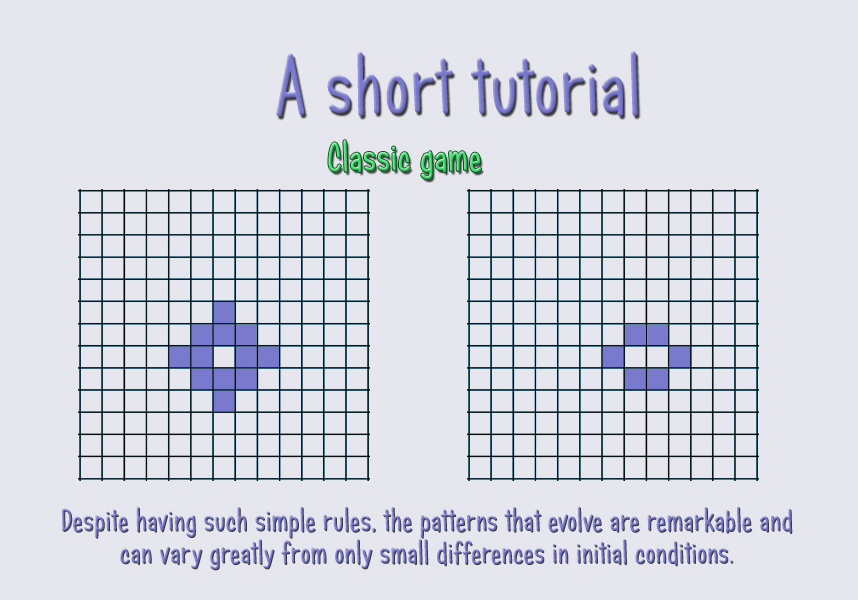 A short tutorial
Classic game
Despite having such simple rules, the patterns that evolve are remarkable and
can vary greatly from only small differences in initial conditions.